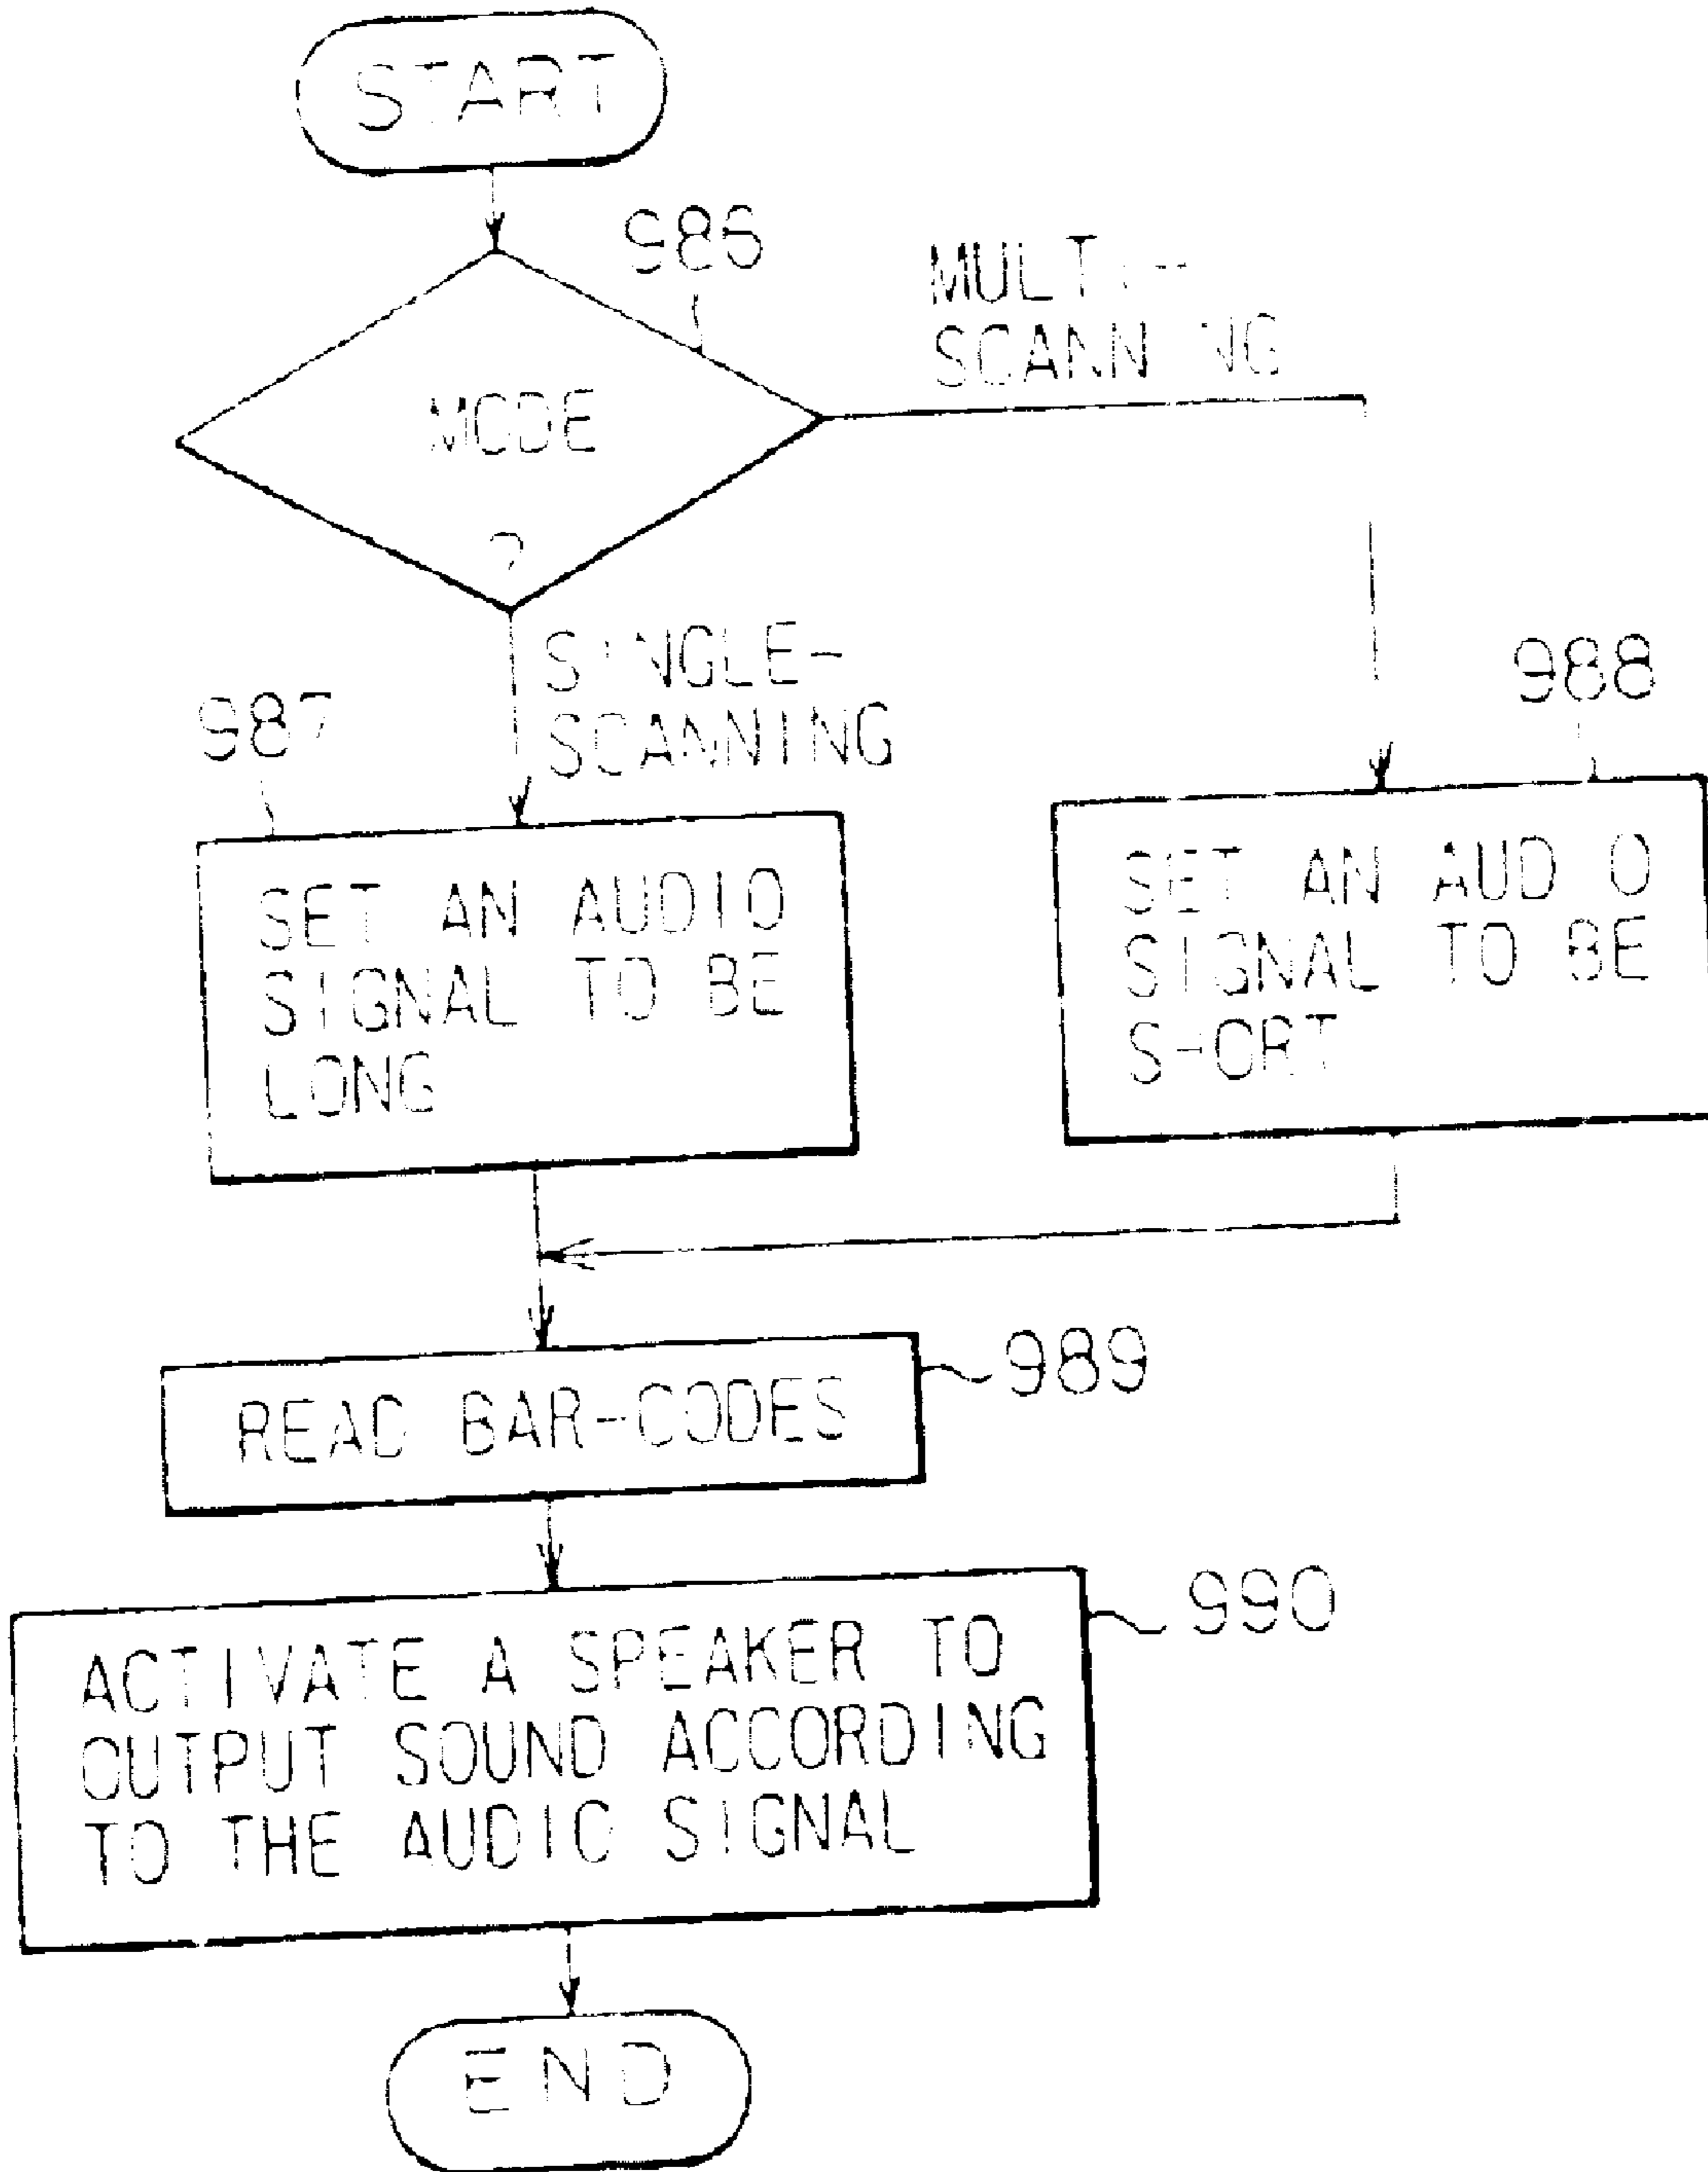 START
986
MULTI-
SCANNING
MODE
?
SINGLE-
SCANNING
987
988
SET AN AUDIO
SIGNAL TO BE
LONG
SET AN AUDIO
SIGNAL TO BE
SHORT
989
READ BAR-CODES
990
ACTIVATE A SPEAKER TO
OUTPUT SOUND ACCORDING
TO THE AUDIO SIGNAL
END